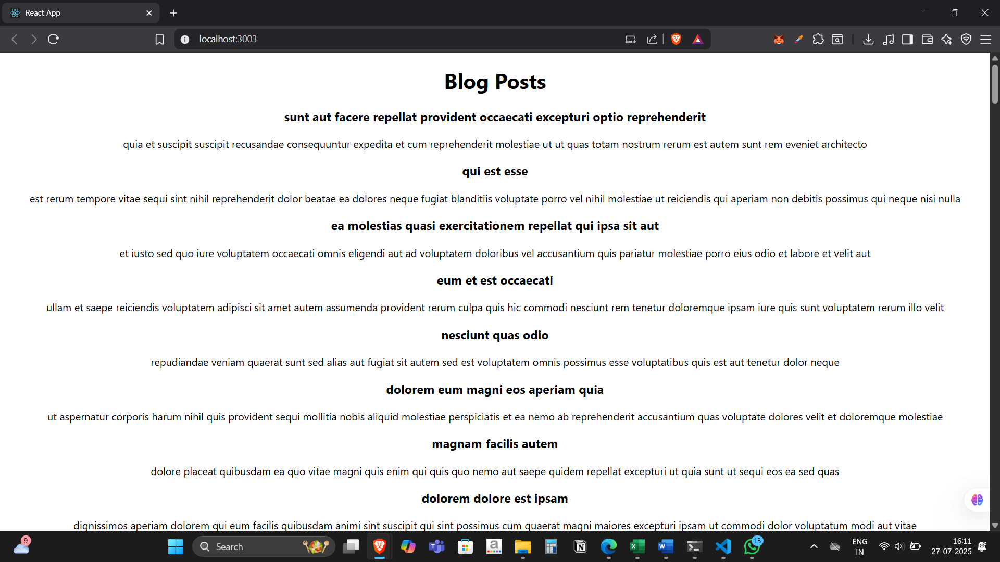 React App
localhost:3003
Blog Posts
sunt aut facere repellat provident occaecati excepturi optio reprehenderit
quia et suscipit suscipit recusandae consequuntur expedita et cum reprehenderit molestiae ut ut quas totam nostrum rerum est autem sunt rem eveniet architecto
qui est esse
est rerum tempore vitae sequi sint nihil reprehenderit dolor beatae ea dolores neque fugiat blanditiis voluptate porro vel nihil molestiae ut reiciendis qui aperiam non debitis possimus qui neque nisi nulla
ea molestias quasi exercitationem repellat qui ipsa sit aut
et iusto sed quo iure voluptatem occaecati omnis eligendi aut ad voluptatem doloribus vel accusantium quis pariatur molestiae porro eius odio et labore et velit aut
eum et est occaecati
ullam et saepe reiciendis voluptatem adipisci sit amet autem assumenda provident rerum culpa quis hic commodi nesciunt rem tenetur doloremque ipsam iure quis sunt voluptatem rerum illo velit
nesciunt quas odio
repudiandae veniam quaerat sunt sed alias aut fugiat sit autem sed est voluptatem omnis possimus esse voluptatibus quis est aut tenetur dolor neque
dolorem eum magni eos aperiam quia
ut aspernatur corporis harum nihil quis provident sequi mollitia nobis aliquid molestiae perspiciatis et ea nemo ab reprehenderit accusantium quas voluptate dolores velit et doloremque molestiae
magnam facilis autem
dolore placeat quibusdam ea quo vitae magni quis enim qui quis quo nemo aut saepe quidem repellat excepturi ut quia sunt ut sequi eos ea sed quas
dolorem dolore est ipsam
dignissimos aperiam dolorem qui eum facilis quibusdam animi sint suscipit qui sint possimus cum quaerat magni maiores excepturi ipsam ut commodi dolor voluptatum modi aut vitae
9
Search
13
ENG
IN
16:11
27-07-2025